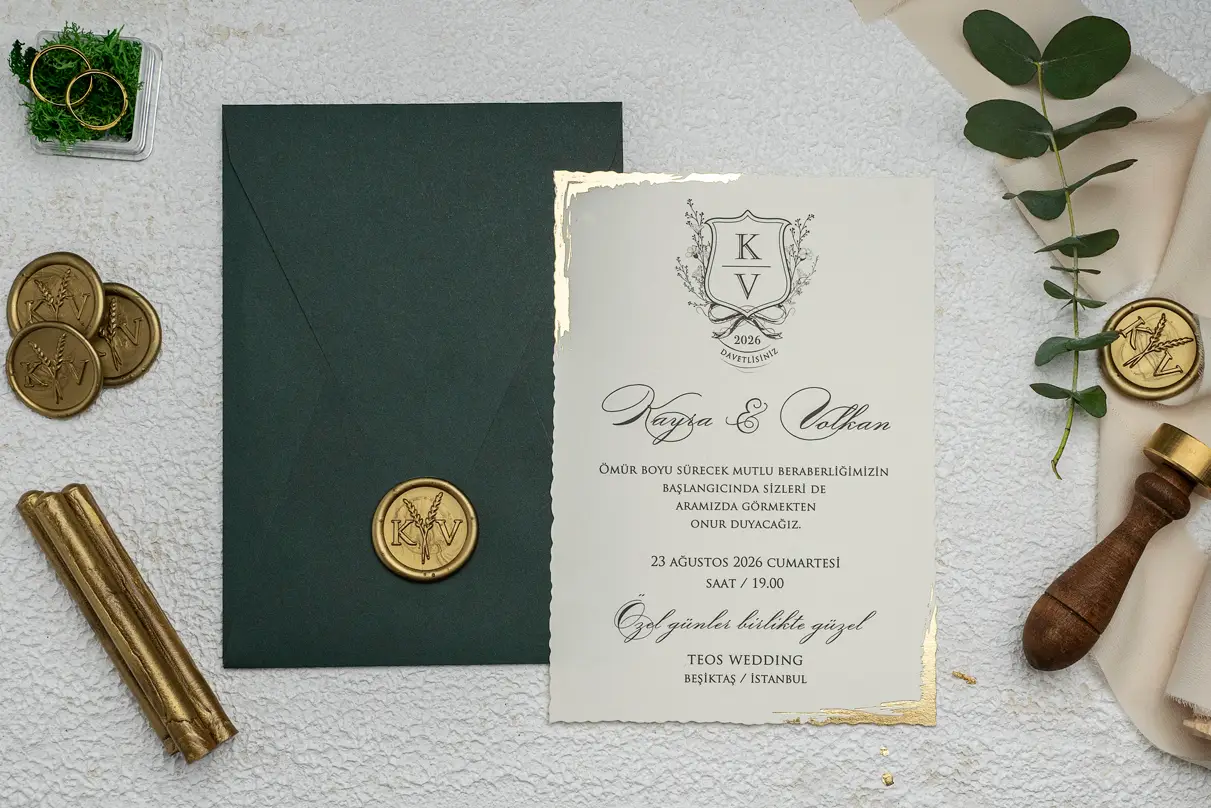 K
V
2026
DAVETLİSİNİZ
Kayra & Volkan
ÖMÜR BOYU SÜRECEK MUTLU BERABERLİĞİMİZİN
BAŞLANGICINDA SİZLERİ DE
ARAMIZDA GÖRMEKTEN
ONUR DUYACAĞIZ.
23 AĞUSTOS 2026 CUMARTESİ
SAAT / 19.00
Özel günler birlikte güzel
TEOS WEDDING
BEŞİKTAŞ / İSTANBUL
K V
K V
K V
V
K V